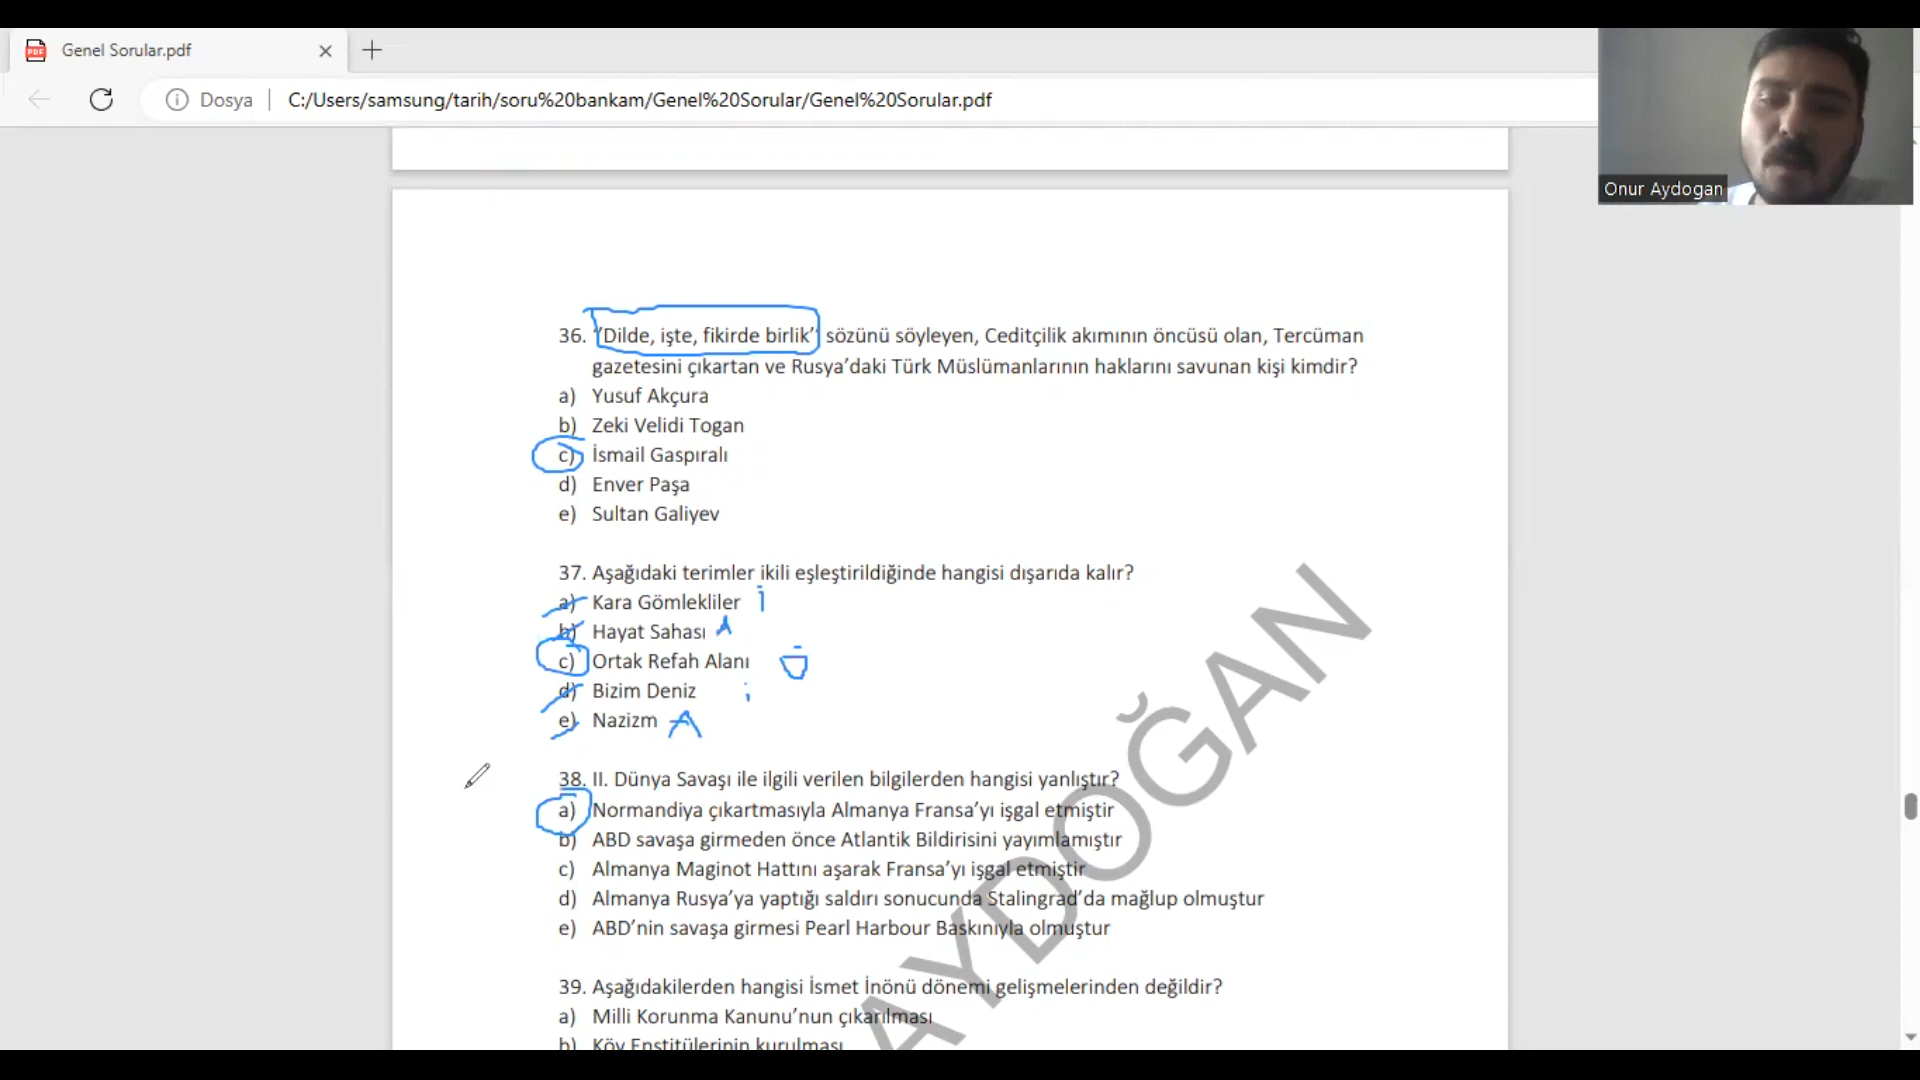 Genel Sorular.pdf
Dosya
C:/Users/samsung/tarih/soru%20bankam/Genel%20Sorular/Genel%20Sorular.pdf
Onur Aydogan
36. ''Dilde, işte, fikirde birlik'' sözünü söyleyen, Ceditçilik akımının öncüsü olan, Tercüman
gazetesini çıkartan ve Rusya'daki Türk Müslümanlarının haklarını savunan kişi kimdir?
a) Yusuf Akçura
b) Zeki Velidi Togan
c) İsmail Gaspıralı
d) Enver Paşa
e) Sultan Galiyev
37. Aşağıdaki terimler ikili eşleştirildiğinde hangisi dışarıda kalır?
a) Kara Gömlekliler İ
b) Hayat Sahası A
c) Ortak Refah Alanı
d) Bizim Deniz i
e) Nazizm A
38. II. Dünya Savaşı ile ilgili verilen bilgilerden hangisi yanlıştır?
a) Normandiya çıkartmasıyla Almanya Fransa'yı işgal etmiştir
b) ABD savaşa girmeden önce Atlantik Bildirisini yayımlamıştır
c) Almanya Maginot Hattını aşarak Fransa'yı işgal etmiştir
d) Almanya Rusya'ya yaptığı saldırı sonucunda Stalingrad'da mağlup olmuştur
e) ABD'nin savaşa girmesi Pearl Harbour Baskınıyla olmuştur
39. Aşağıdakilerden hangisi İsmet İnönü dönemi gelişmelerinden değildir?
a) Milli Korunma Kanunu'nun çıkarılması
b) Köy Enstitülerinin kurulması
AYDOĞAN